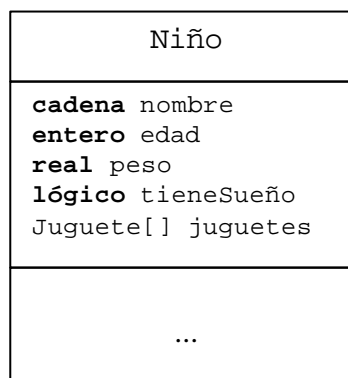 Niño
cadena nombre
entero edad
real peso
lógico tieneSueño
Juguete[] juguetes
...